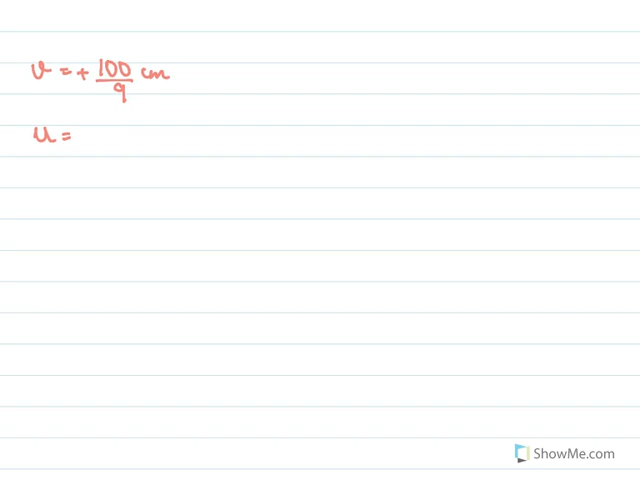 v = + 100/9 cm
u =
ShowMe.com